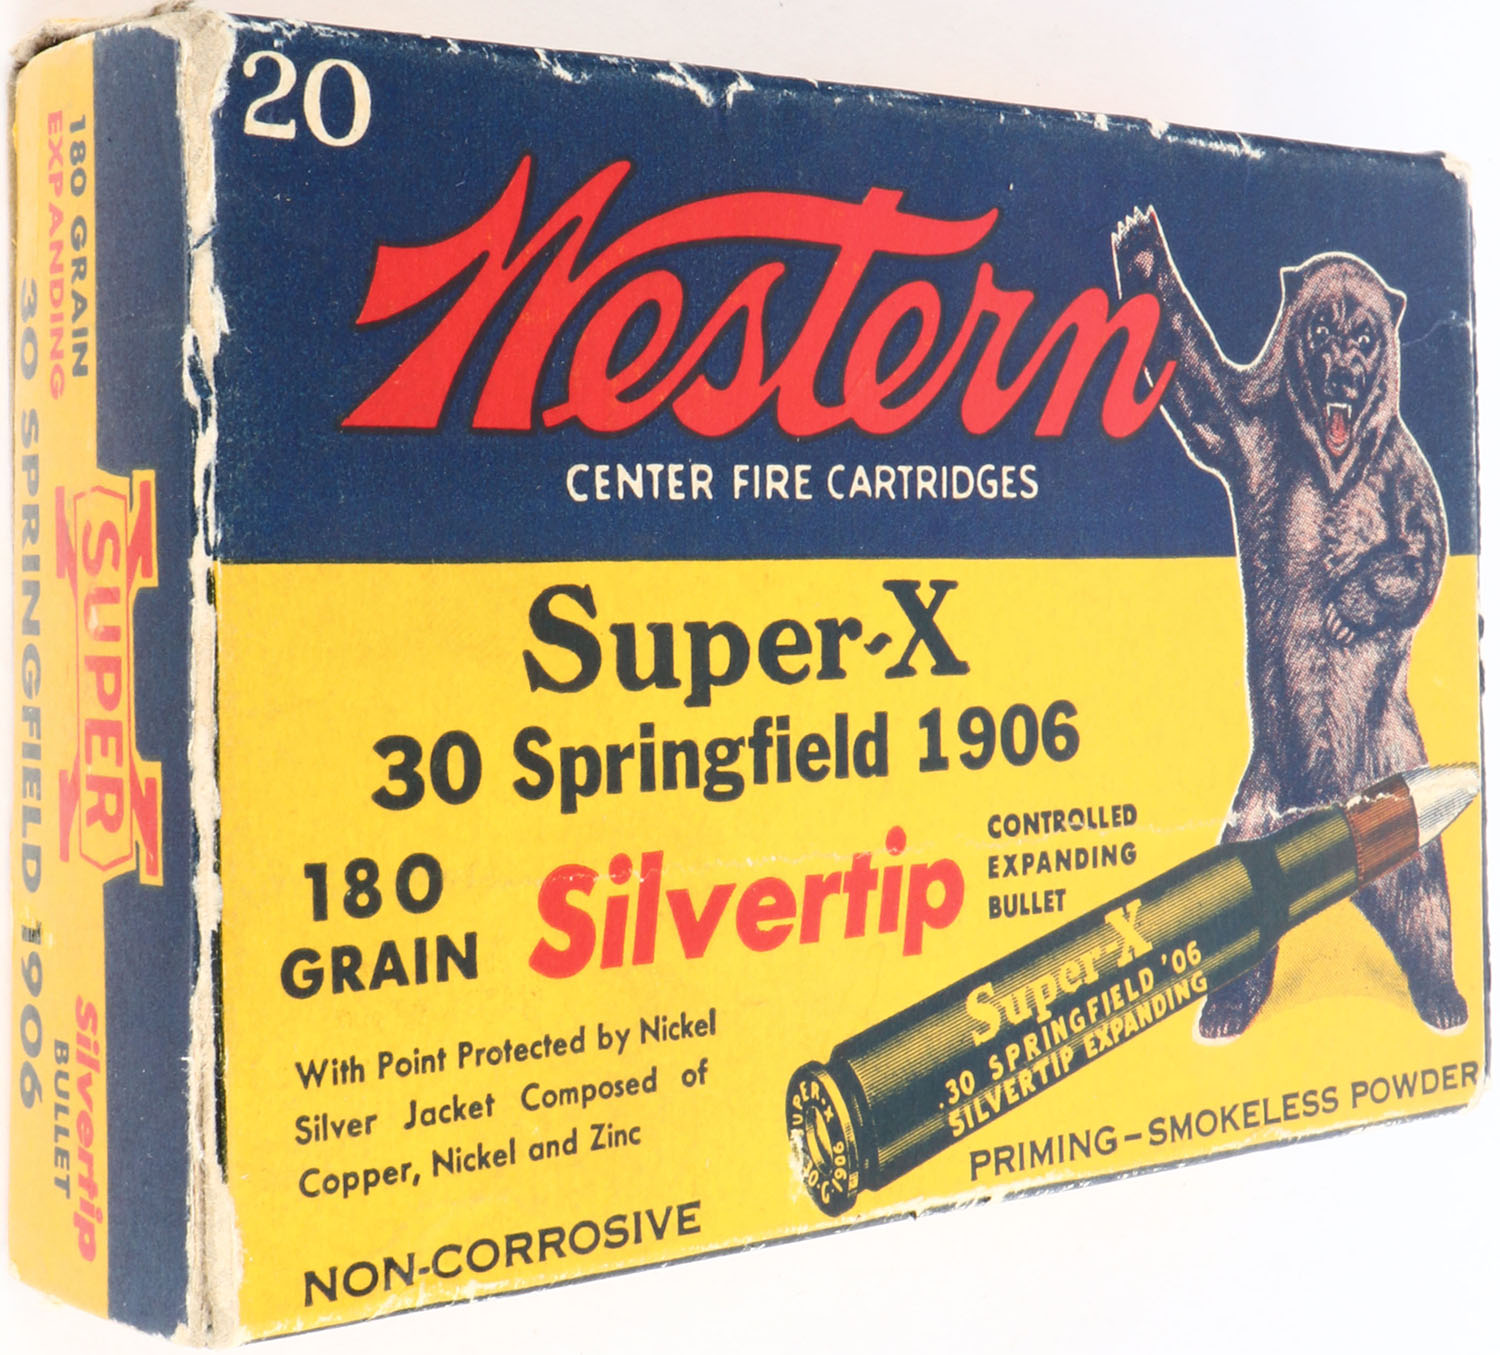 20
Western
CENTER FIRE CARTRIDGES
Super-X
30 Springfield 1906
180
GRAIN
Silvertip
CONTROLLED
EXPANDING
BULLET
With Point Protected by Nickel
Silver Jacket Composed of
Copper, Nickel and Zinc
NON-CORROSIVE
PRIMING-SMOKELESS POWDER
Super-X
.30 SPRINGFIELD '06
SILVERTIP EXPANDING
SUPER-X
1906
180 GRAIN
EXPANDING
30 SPRINGFIELD 1906
SUPER
X
Silvertip
BULLET